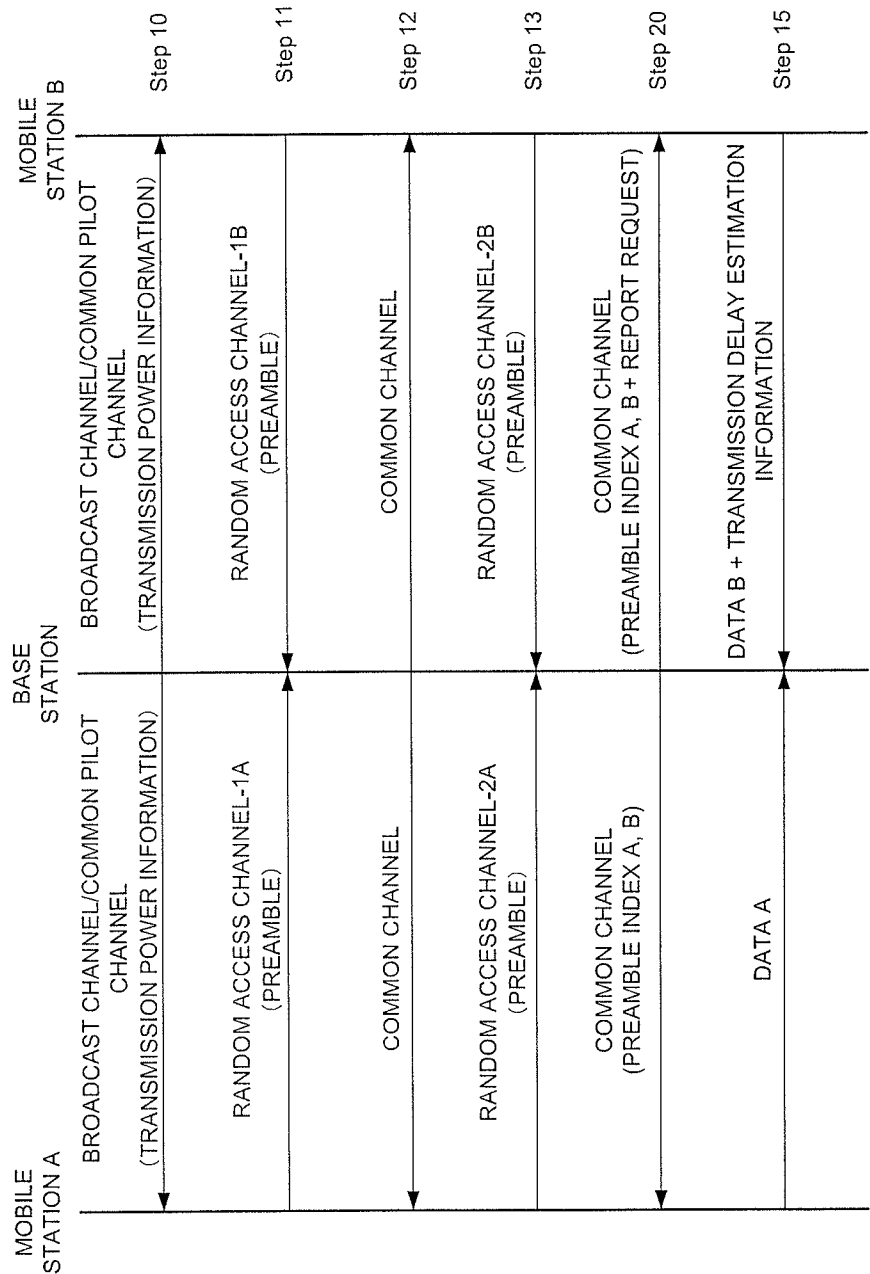 MOBILE
STATION A
BASE
STATION
MOBILE
STATION B
BROADCAST CHANNEL/COMMON PILOT
CHANNEL
(TRANSMISSION POWER INFORMATION)
BROADCAST CHANNEL/COMMON PILOT
CHANNEL
(TRANSMISSION POWER INFORMATION)
Step 10
RANDOM ACCESS CHANNEL-1A
(PREAMBLE)
RANDOM ACCESS CHANNEL-1B
(PREAMBLE)
Step 11
COMMON CHANNEL
COMMON CHANNEL
Step 12
RANDOM ACCESS CHANNEL-2A
(PREAMBLE)
RANDOM ACCESS CHANNEL-2B
(PREAMBLE)
Step 13
COMMON CHANNEL
(PREAMBLE INDEX A, B)
COMMON CHANNEL
(PREAMBLE INDEX A, B + REPORT REQUEST)
Step 20
DATA A
DATA B + TRANSMISSION DELAY ESTIMATION
INFORMATION
Step 15